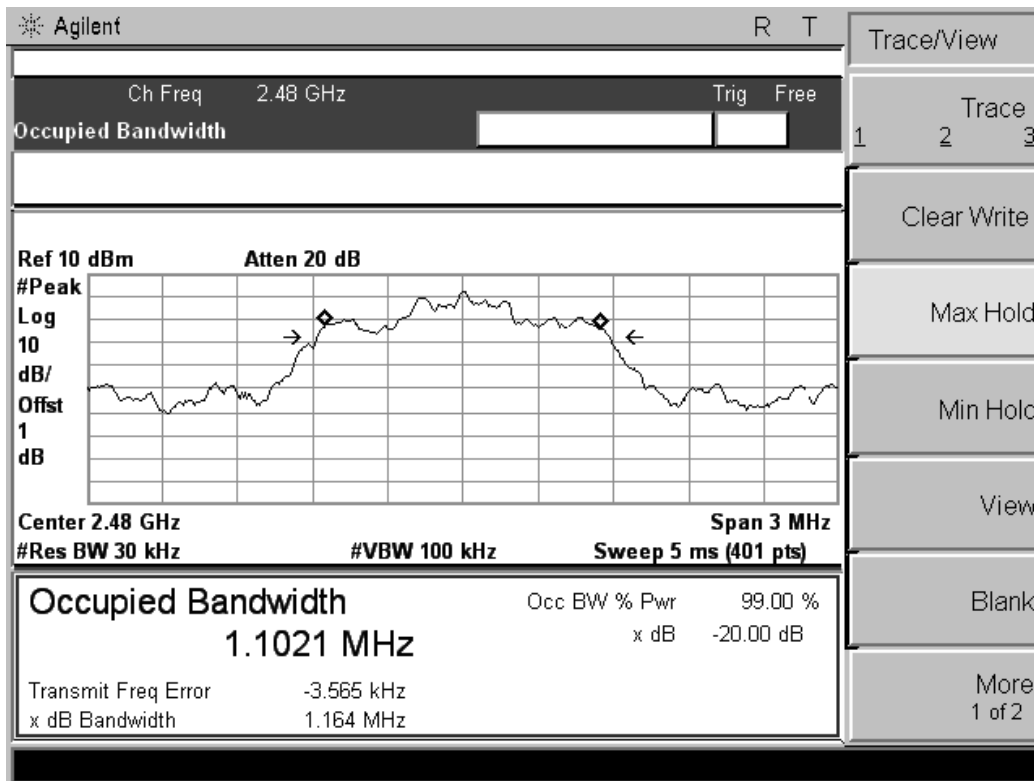 Agilent R T
Ch Freq 2.48 GHz Trig Free
Occupied Bandwidth
Ref 10 dBm Atten 20 dB
#Peak
Log
10
dB/
Offst
1
dB
Center 2.48 GHz Span 3 MHz
#Res BW 30 kHz #VBW 100 kHz Sweep 5 ms (401 pts)
Occupied Bandwidth
1.1021 MHz
Occ BW % Pwr 99.00 %
x dB -20.00 dB
Transmit Freq Error -3.565 kHz
x dB Bandwidth 1.164 MHz
Trace/View
Trace
1 2 3
Clear Write
Max Hold
Min Hold
View
Blank
More
1 of 2